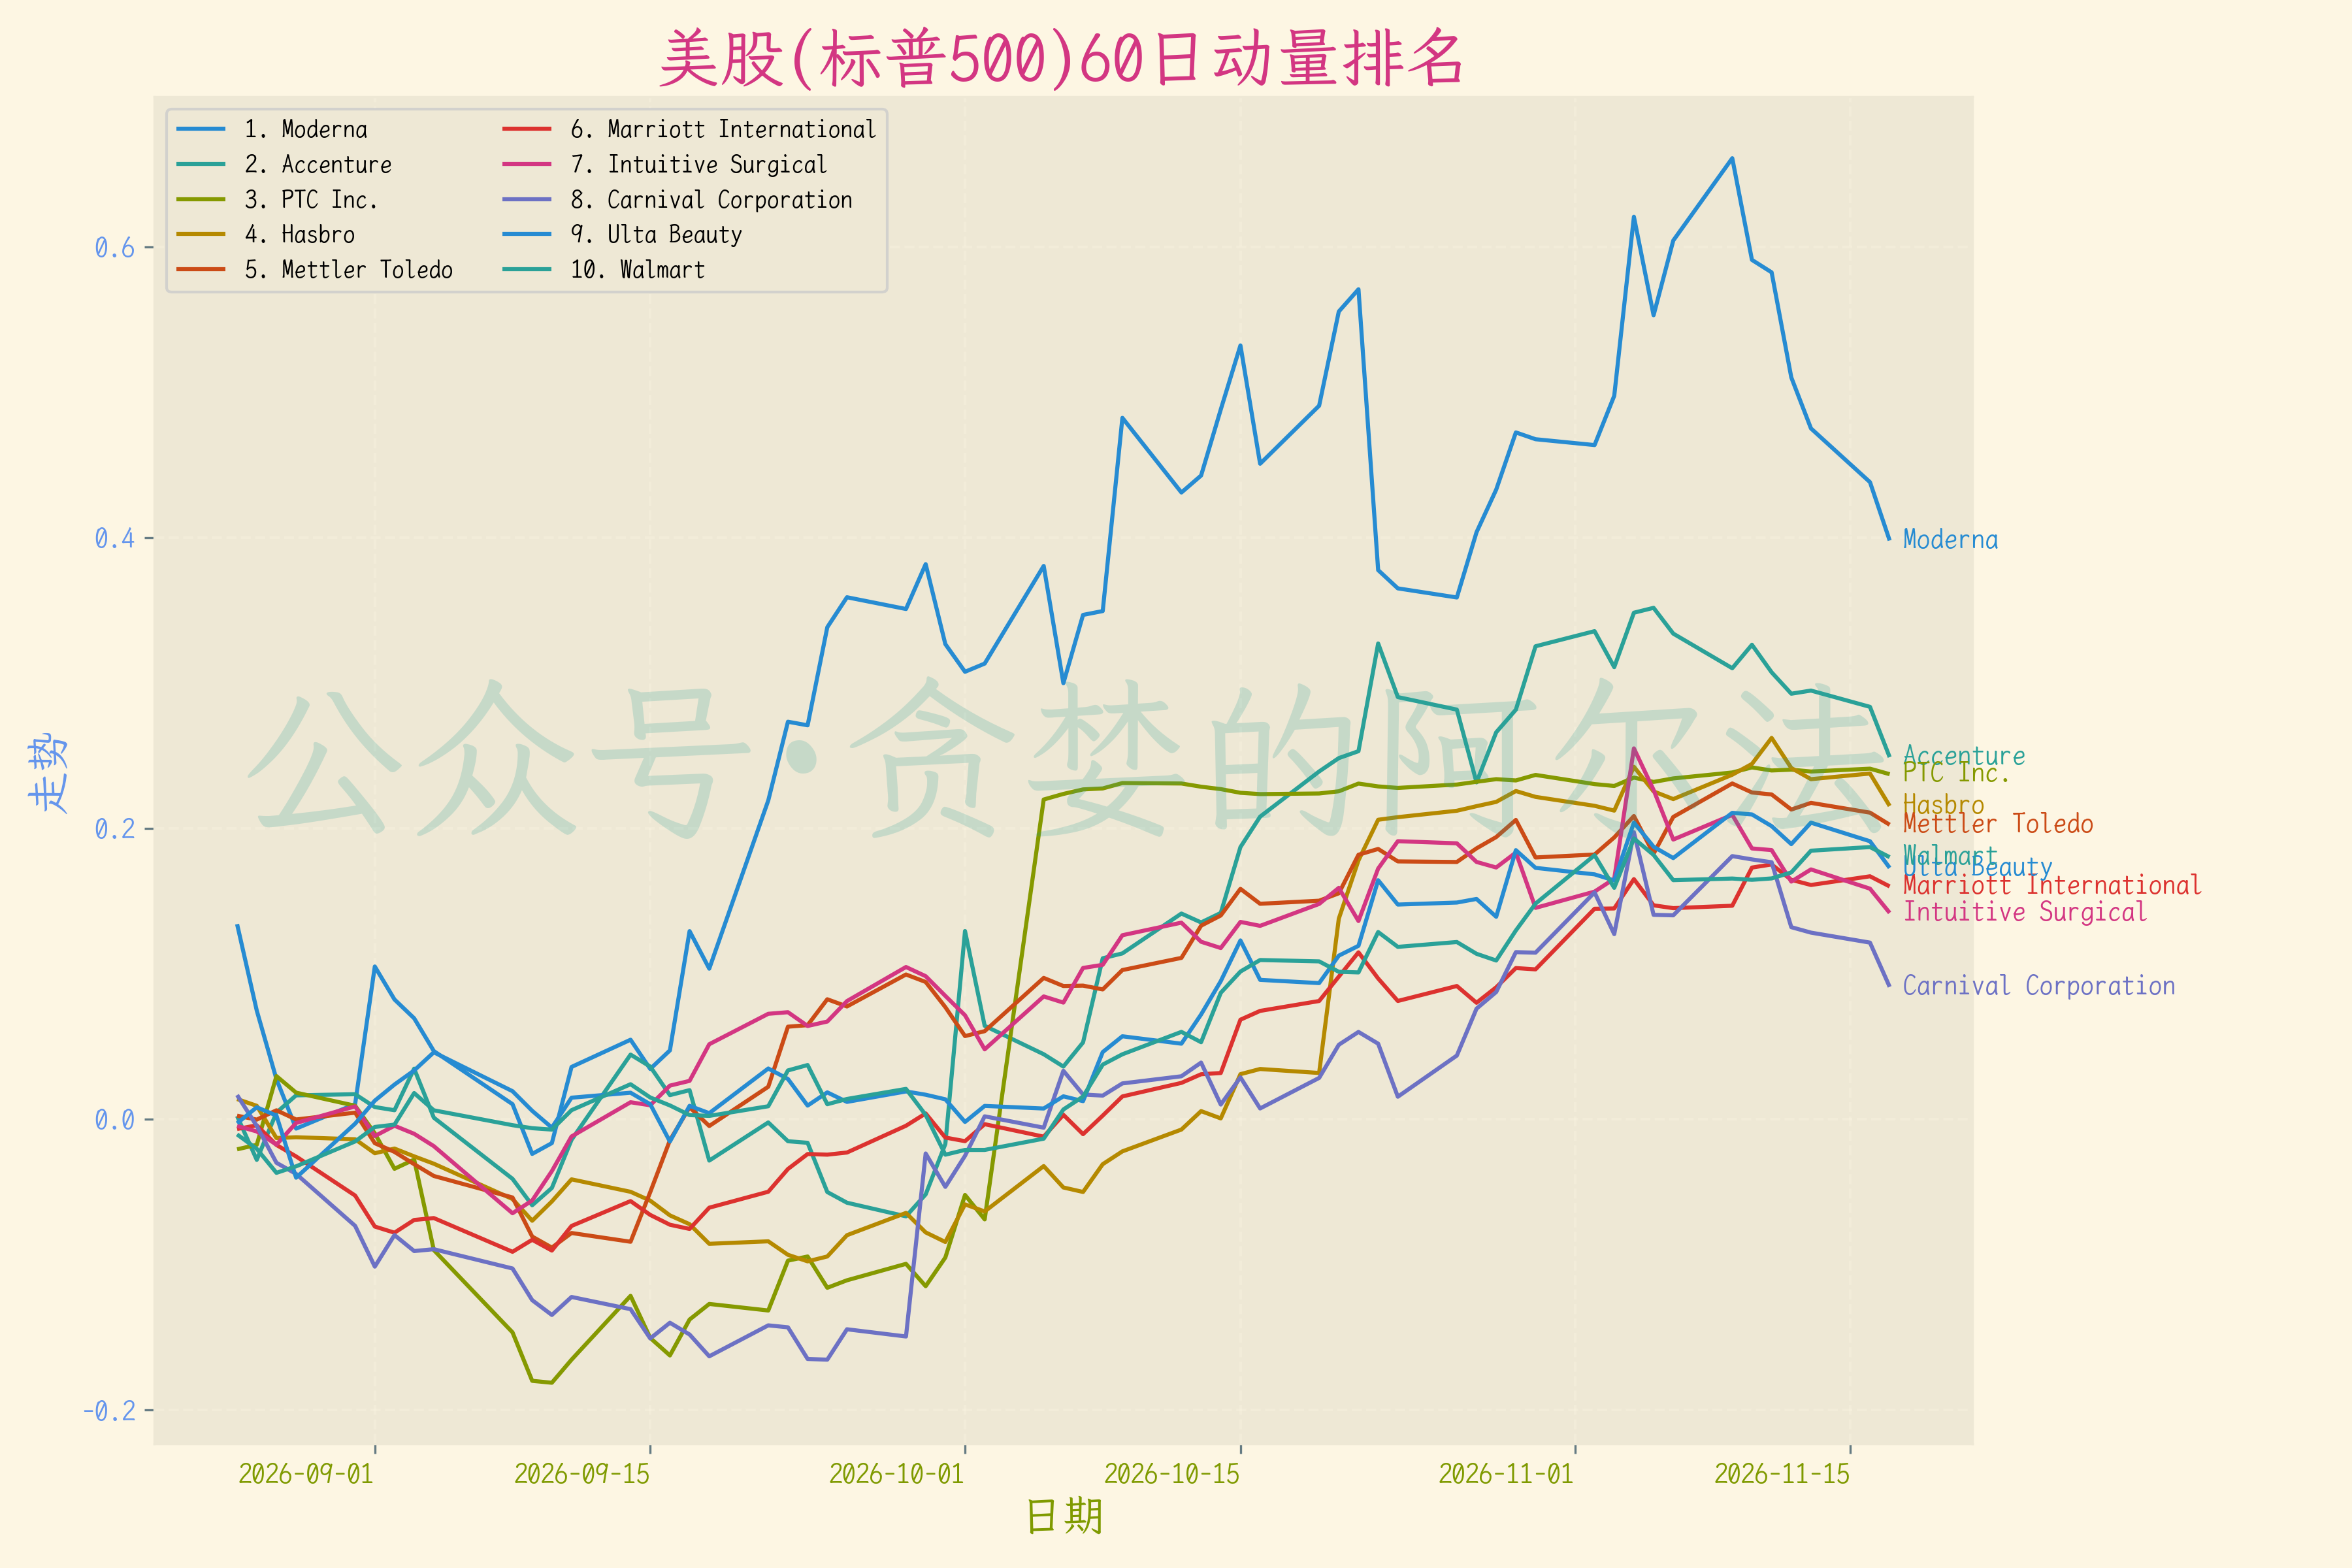 美股(标普500)60日动量排名
1. Moderna
2. Accenture
3. PTC Inc.
4. Hasbro
5. Mettler Toledo
6. Marriott International
7. Intuitive Surgical
8. Carnival Corporation
9. Ulta Beauty
10. Walmart
走势
0.6
0.4
0.2
0.0
-0.2
公众号·贪婪的阿尔法
Moderna
Accenture
PTC Inc.
Hasbro
Mettler Toledo
Walmart
Ulta Beauty
Marriott International
Intuitive Surgical
Carnival Corporation
2026-09-01
2026-09-15
2026-10-01
2026-10-15
2026-11-01
2026-11-15
日期